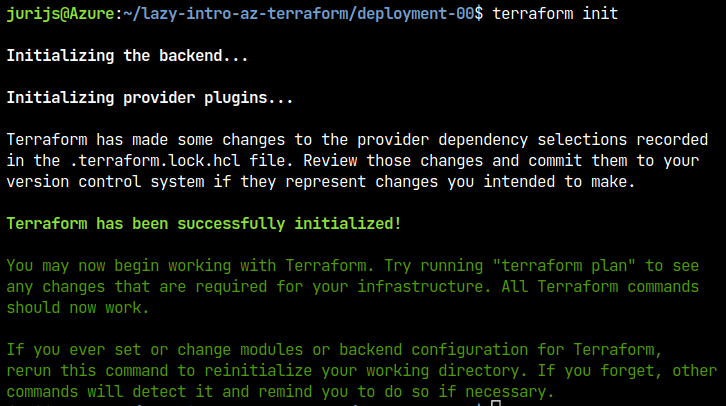 jurijs@Azure:~/lazy-intro-az-terraform/deployment-00$ terraform init
Initializing the backend...
Initializing provider plugins...
Terraform has made some changes to the provider dependency selections recorded
in the .terraform.lock.hcl file. Review those changes and commit them to your
version control system if they represent changes you intended to make.
Terraform has been successfully initialized!
You may now begin working with Terraform. Try running "terraform plan" to see
any changes that are required for your infrastructure. All Terraform commands
should now work.
If you ever set or change modules or backend configuration for Terraform,
rerun this command to reinitialize your working directory. If you forget, other
commands will detect it and remind you to do so if necessary.